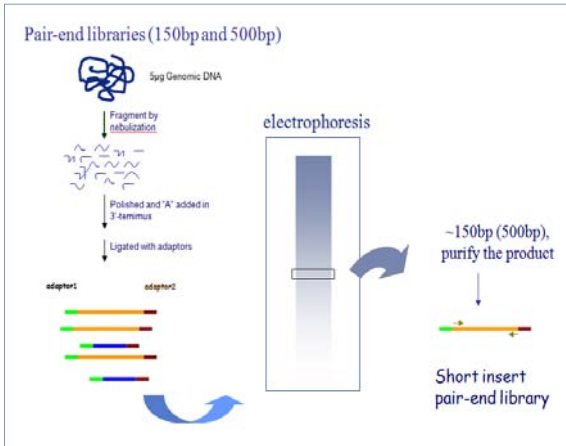 Pair-end libraries (150bp and 500bp)
5µg Genomic DNA
Fragment by
nebulization
Polished and "A" added in
3'-temimus
Ligated with adaptors
adaptor1
adaptor2
electrophoresis
~150bp (500bp),
purify the product
Short insert
pair-end library